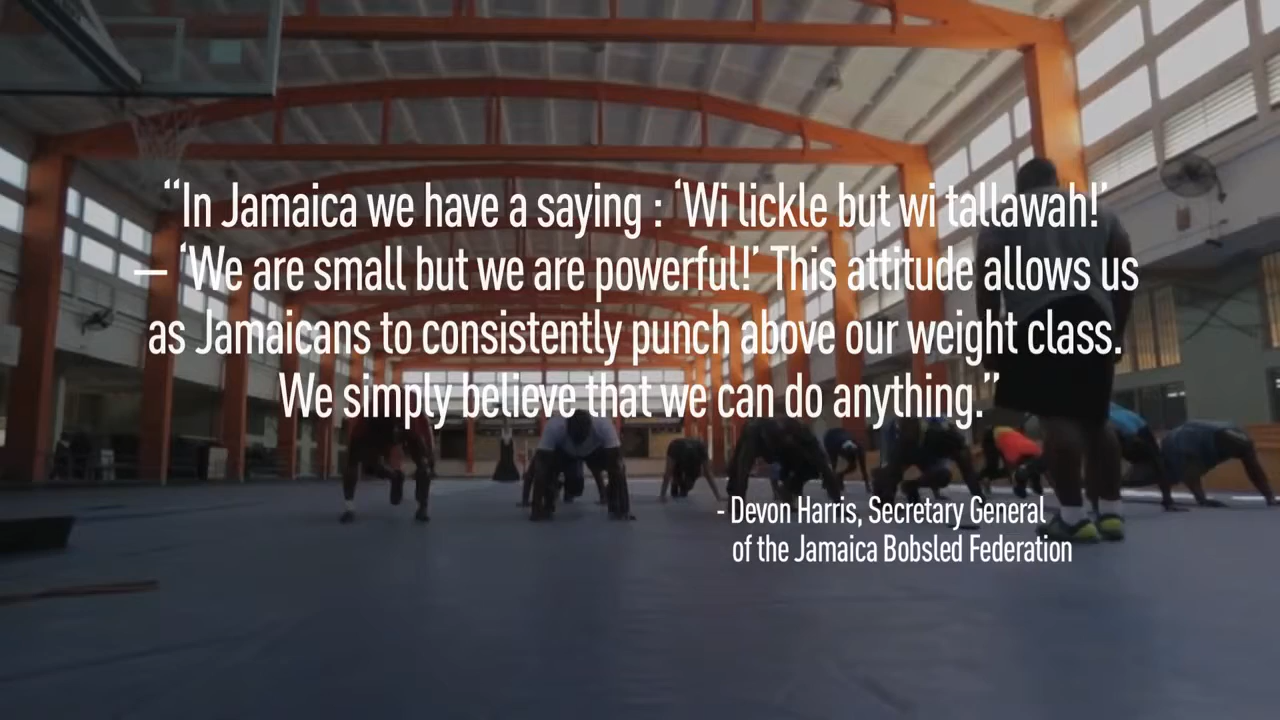 “In Jamaica we have a saying : ‘Wi lickle but wi tallawah!’
– ‘We are small but we are powerful!’ This attitude allows us
as Jamaicans to consistently punch above our weight class.
We simply believe that we can do anything.”
- Devon Harris, Secretary General
of the Jamaica Bobsled Federation